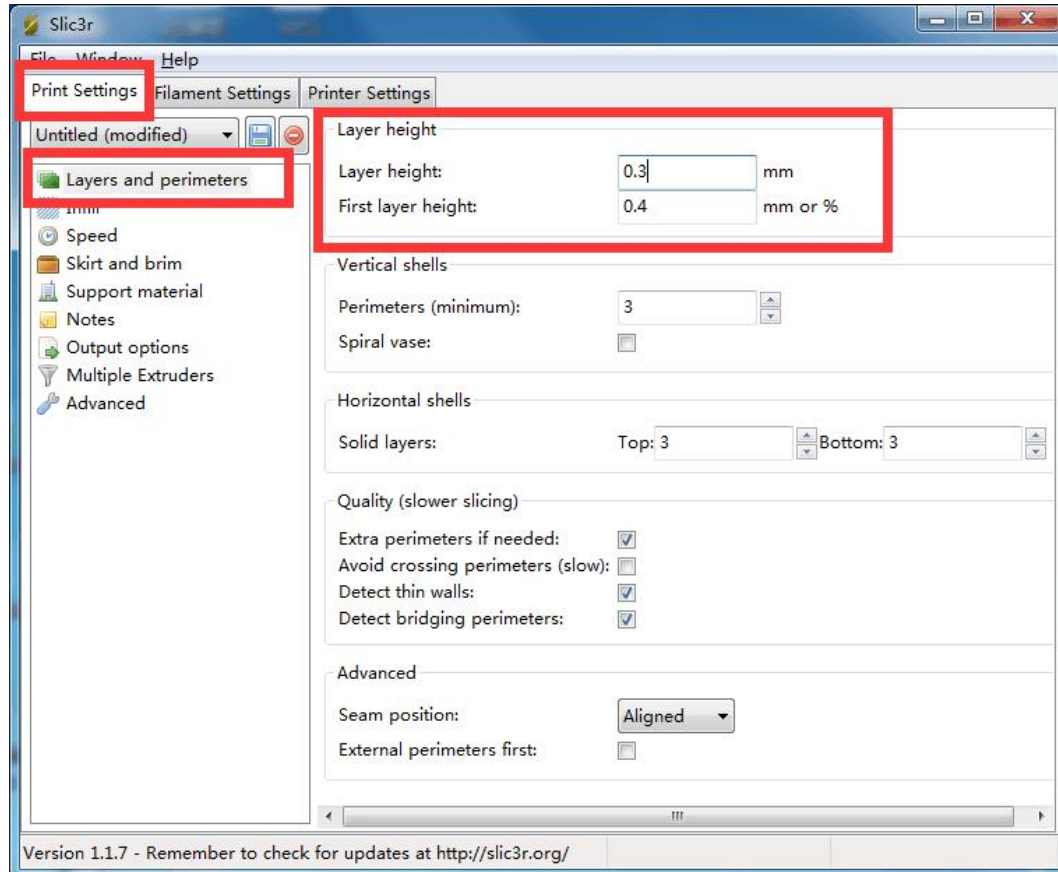 Slic3r
File Window Help
Print Settings Filament Settings Printer Settings
Untitled (modified)
Layers and perimeters
Infill
Speed
Skirt and brim
Support material
Notes
Output options
Multiple Extruders
Advanced
Layer height
Layer height: 0.3 mm
First layer height: 0.4 mm or %
Vertical shells
Perimeters (minimum): 3
Spiral vase:
Horizontal shells
Solid layers: Top: 3 Bottom: 3
Quality (slower slicing)
Extra perimeters if needed:
Avoid crossing perimeters (slow):
Detect thin walls:
Detect bridging perimeters:
Advanced
Seam position: Aligned
External perimeters first:
Version 1.1.7 - Remember to check for updates at http://slic3r.org/